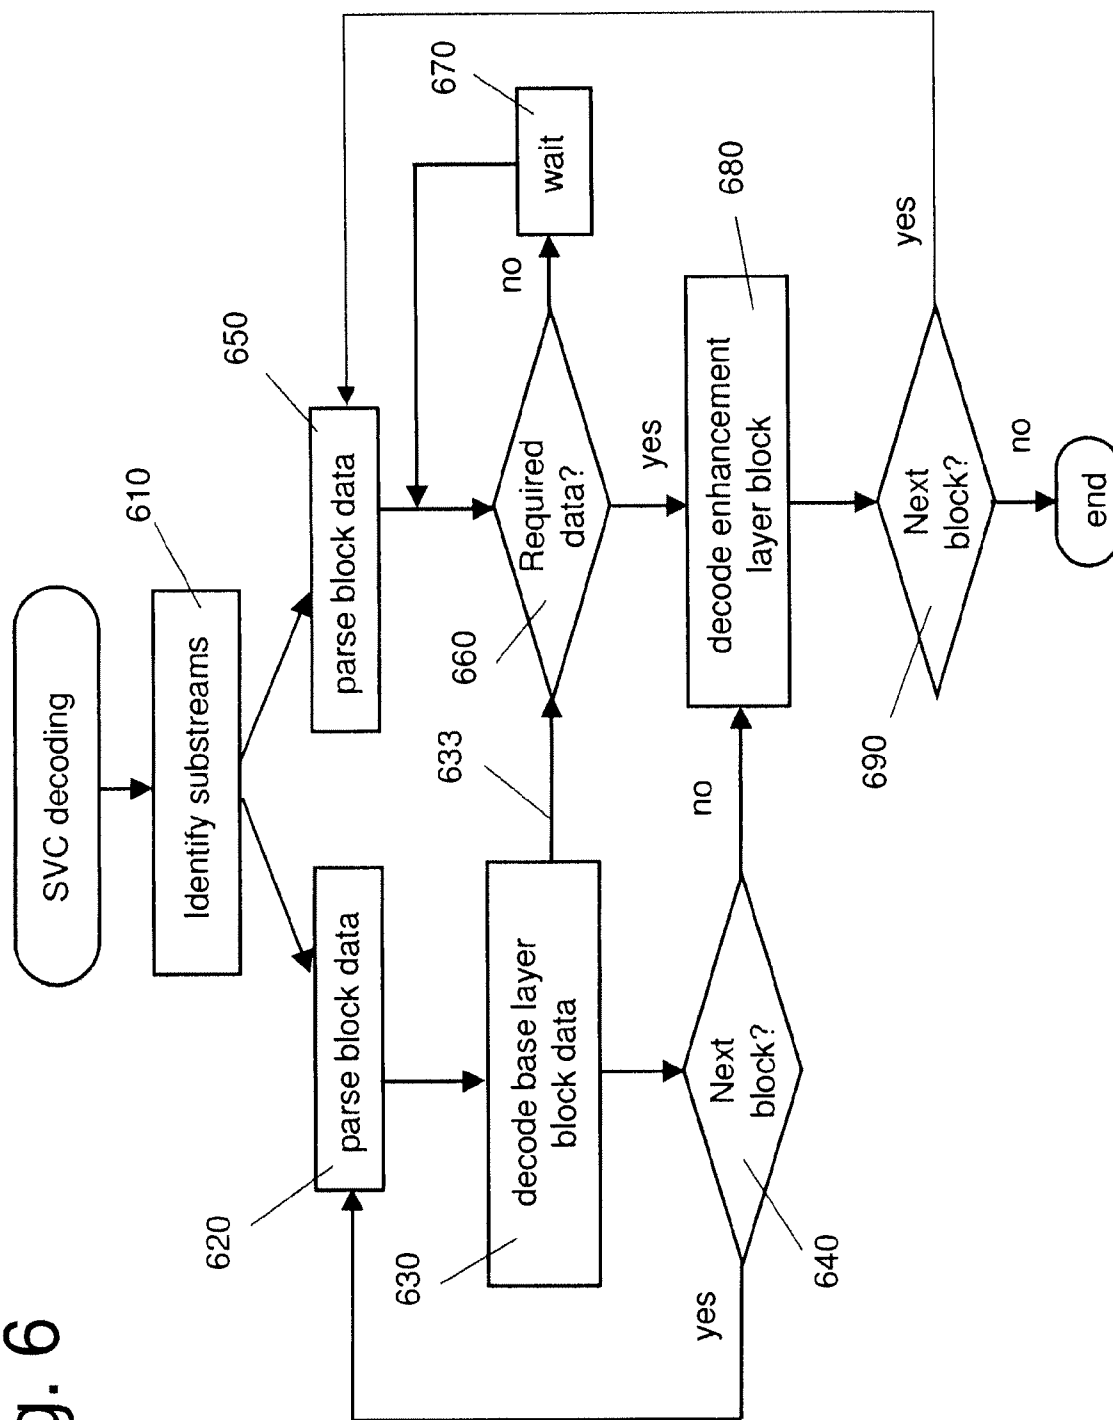 g. 6
SVC decoding
610
Identify substreams
620
parse block data
650
parse block data
630
decode base layer
block data
633
660
Required
data?
no
670
wait
yes
640
Next
block?
yes
no
680
decode enhancement
layer block
690
Next
block?
yes
no
end